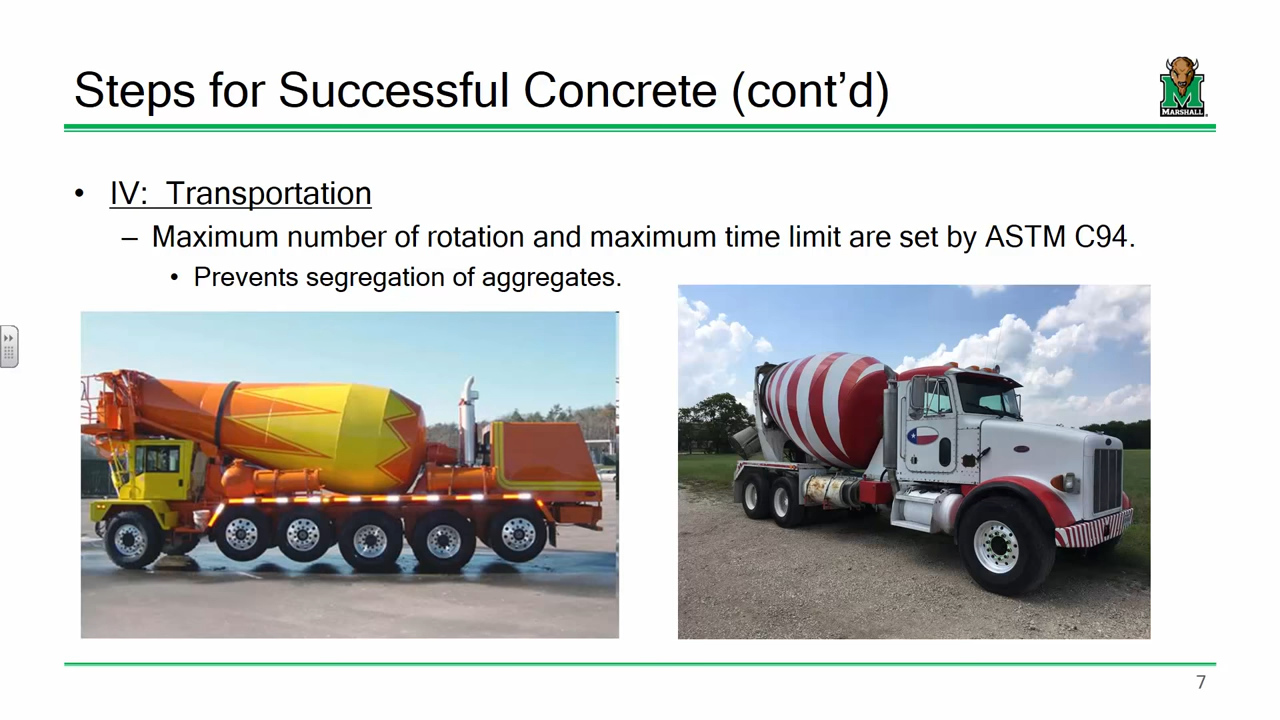 Steps for Successful Concrete (cont’d)
MARSHALL
• IV: Transportation
– Maximum number of rotation and maximum time limit are set by ASTM C94.
• Prevents segregation of aggregates.
7